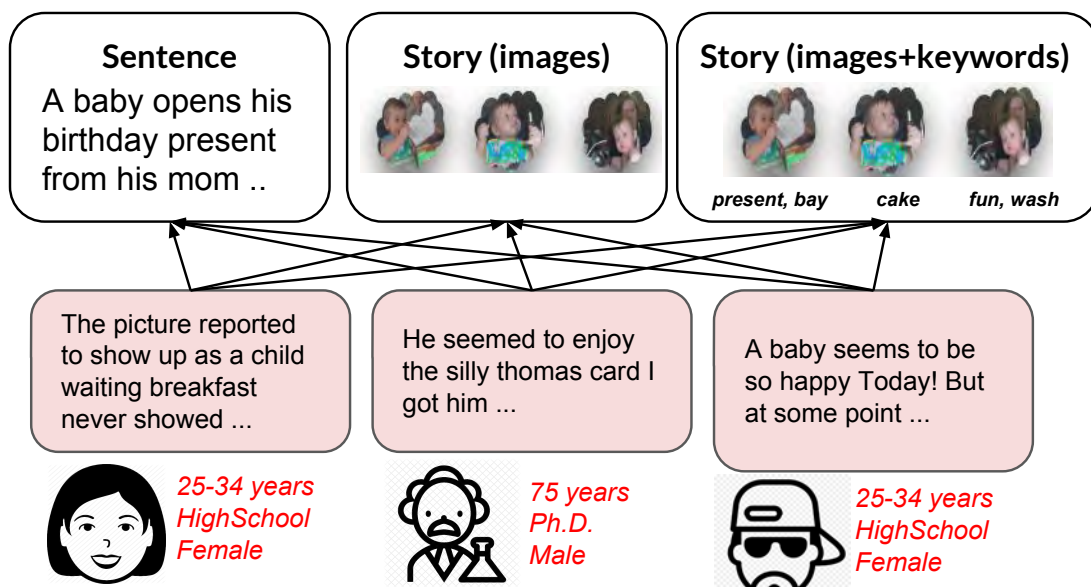 Sentence
A baby opens his
birthday present
from his mom ..
Story (images)
Story (images+keywords)
present, bay
cake
fun, wash
The picture reported
to show up as a child
waiting breakfast
never showed ...
He seemed to enjoy
the silly thomas card I
got him ...
A baby seems to be
so happy Today! But
at some point ...
25-34 years
HighSchool
Female
75 years
Ph.D.
Male
25-34 years
HighSchool
Female